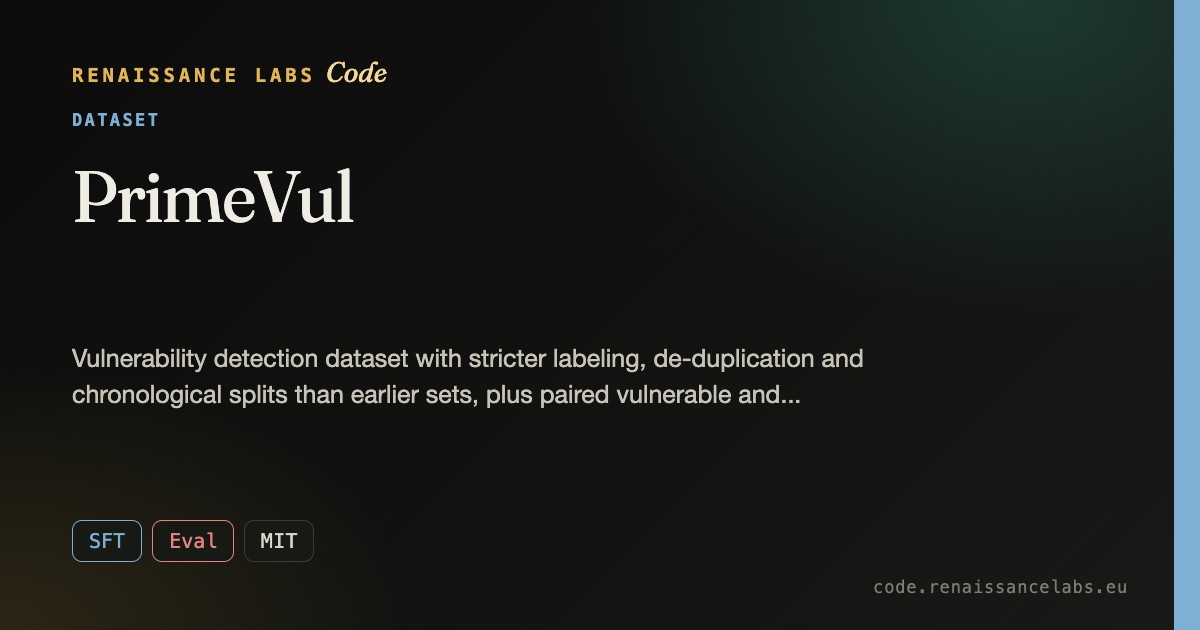 RENAISSANCE LABS Code
DATASET
PrimeVul
Vulnerability detection dataset with stricter labeling, de-duplication and
chronological splits than earlier sets, plus paired vulnerable and...
SFT Eval MIT
code.renaissancelabs.eu